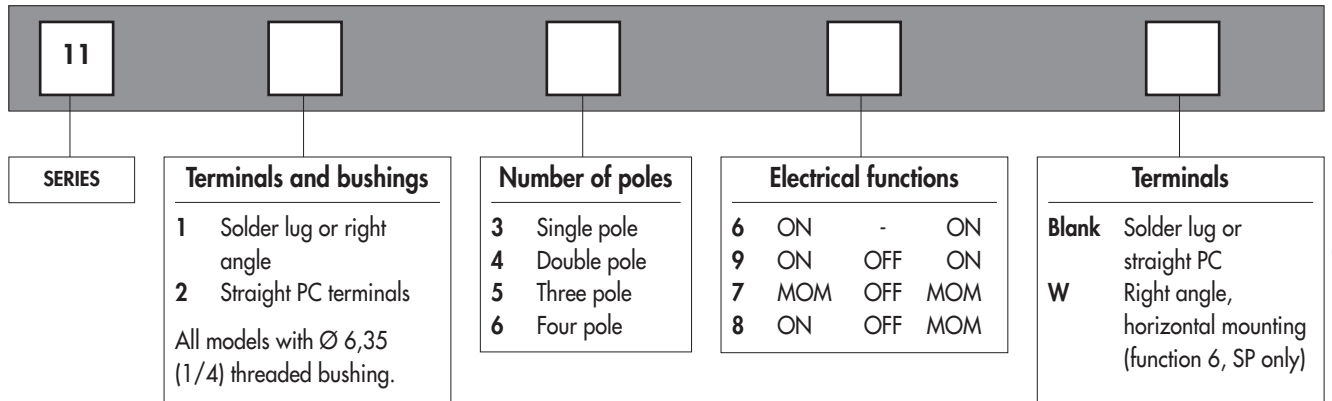 11
SERIES
Terminals and bushings
1 Solder lug or right
angle
2 Straight PC terminals
All models with Ø 6,35
(1/4) threaded bushing.
Number of poles
3 Single pole
4 Double pole
5 Three pole
6 Four pole
Electrical functions
6 ON - ON
9 ON OFF ON
7 MOM OFF MOM
8 ON OFF MOM
Terminals
Blank Solder lug or
straight PC
W Right angle,
horizontal mounting
(function 6, SP only)